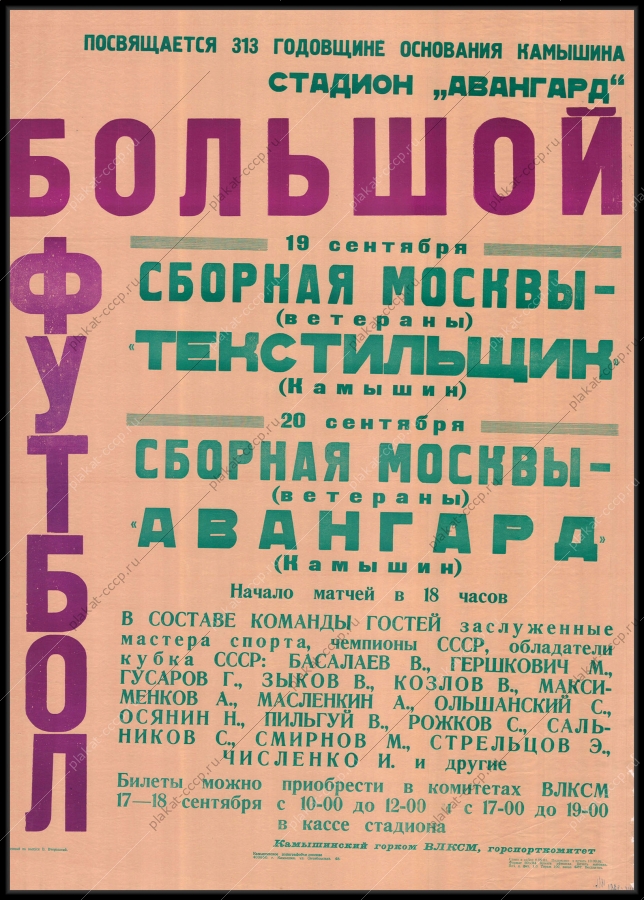 ПОСВЯЩАЕТСЯ 313 ГОДОВЩИНЕ ОСНОВАНИЯ КАМЫШИНА
СТАДИОН „АВАНГАРД“
БОЛЬШОЙ
ФУТБОЛ
19 сентября
СБОРНАЯ МОСКВЫ—
(ветераны)
«ТЕКСТИЛЬЩИК»
(Камышин)
20 сентября
СБОРНАЯ МОСКВЫ—
(ветераны)
«АВАНГАРД»
(Камышин)
Начало матчей в 18 часов
В СОСТАВЕ КОМАНДЫ ГОСТЕЙ заслуженные
мастера спорта, чемпионы СССР, обладатели
кубка СССР: БАСАЛАЕВ В., ГЕРШКОВИЧ М.,
ГУСАРОВ Г., ЗЫКОВ В., КОЗЛОВ В., МАКСИ-
МЕНКОВ А., МАСЛЕНКИН А., ОЛЬШАНСКИЙ С.,
ОСЯНИН Н., ПИЛЬГУЙ В., РОЖКОВ С., САЛЬ-
НИКОВ С., СМИРНОВ М., СТРЕЛЬЦОВ Э.,
ЧИСЛЕНКО И. и другие
Билеты можно приобрести в комитетах ВЛКСМ
17—18 сентября с 10-00 до 12-00 и с 17-00 до 19-00
в кассе стадиона
Камышинский горком ВЛКСМ, горспорткомитет
plakat-cccp.ru